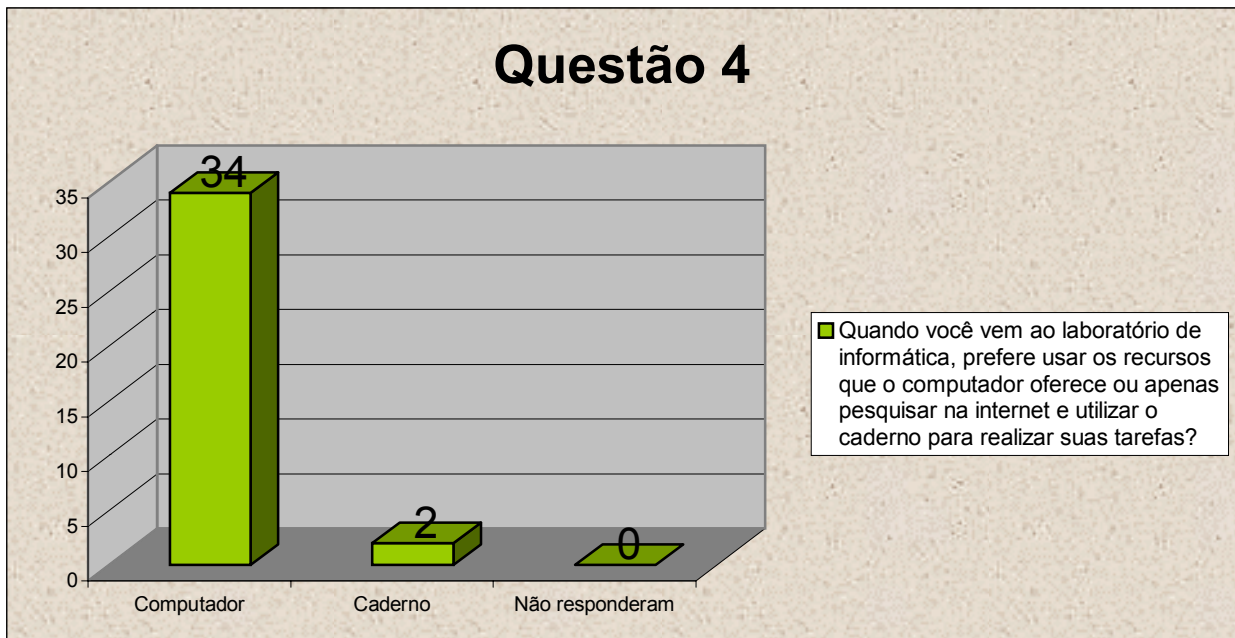 Questão 4
34
2
0
35
30
25
20
15
10
5
0
Computador
Caderno
Não responderam
Quando você vem ao laboratório de
informática, prefere usar os recursos
que o computador oferece ou apenas
pesquisar na internet e utilizar o
caderno para realizar suas tarefas?